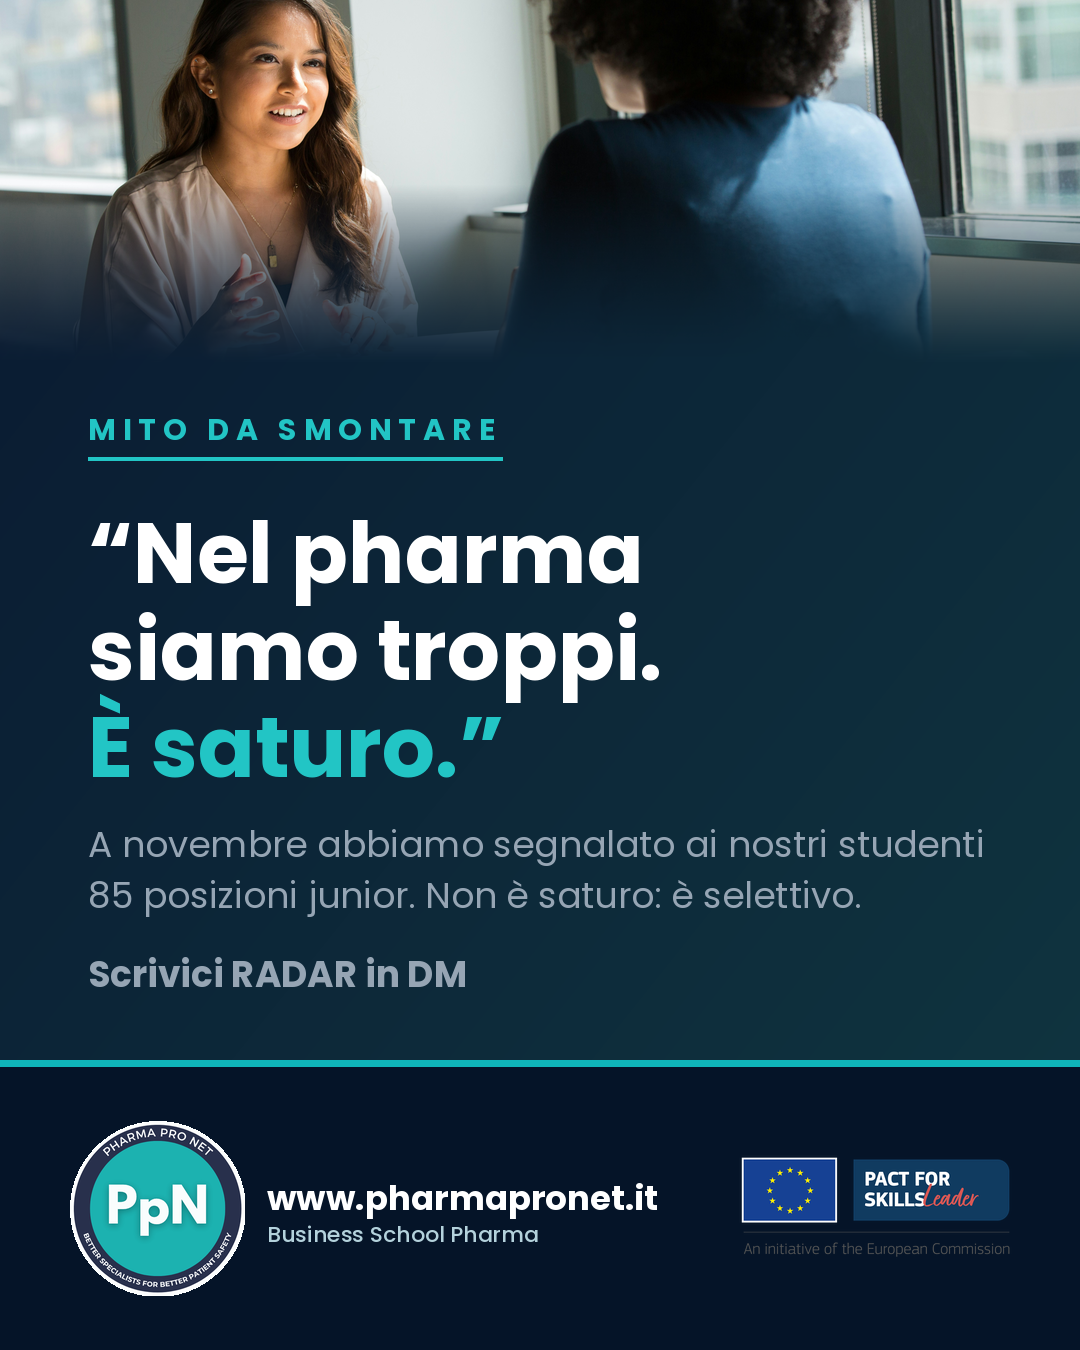 MITO DA SMONTARE
“Nel pharma
siamo troppi.
È saturo.”
A novembre abbiamo segnalato ai nostri studenti
85 posizioni junior. Non è saturo: è selettivo.
Scrivici RADAR in DM
PHARMA PRO NET
PpN
BETTER SPECIALISTS FOR BETTER PATIENT SAFETY
www.pharmapronet.it
Business School Pharma
PACT FOR
SKILLS Leader
An initiative of the European Commission